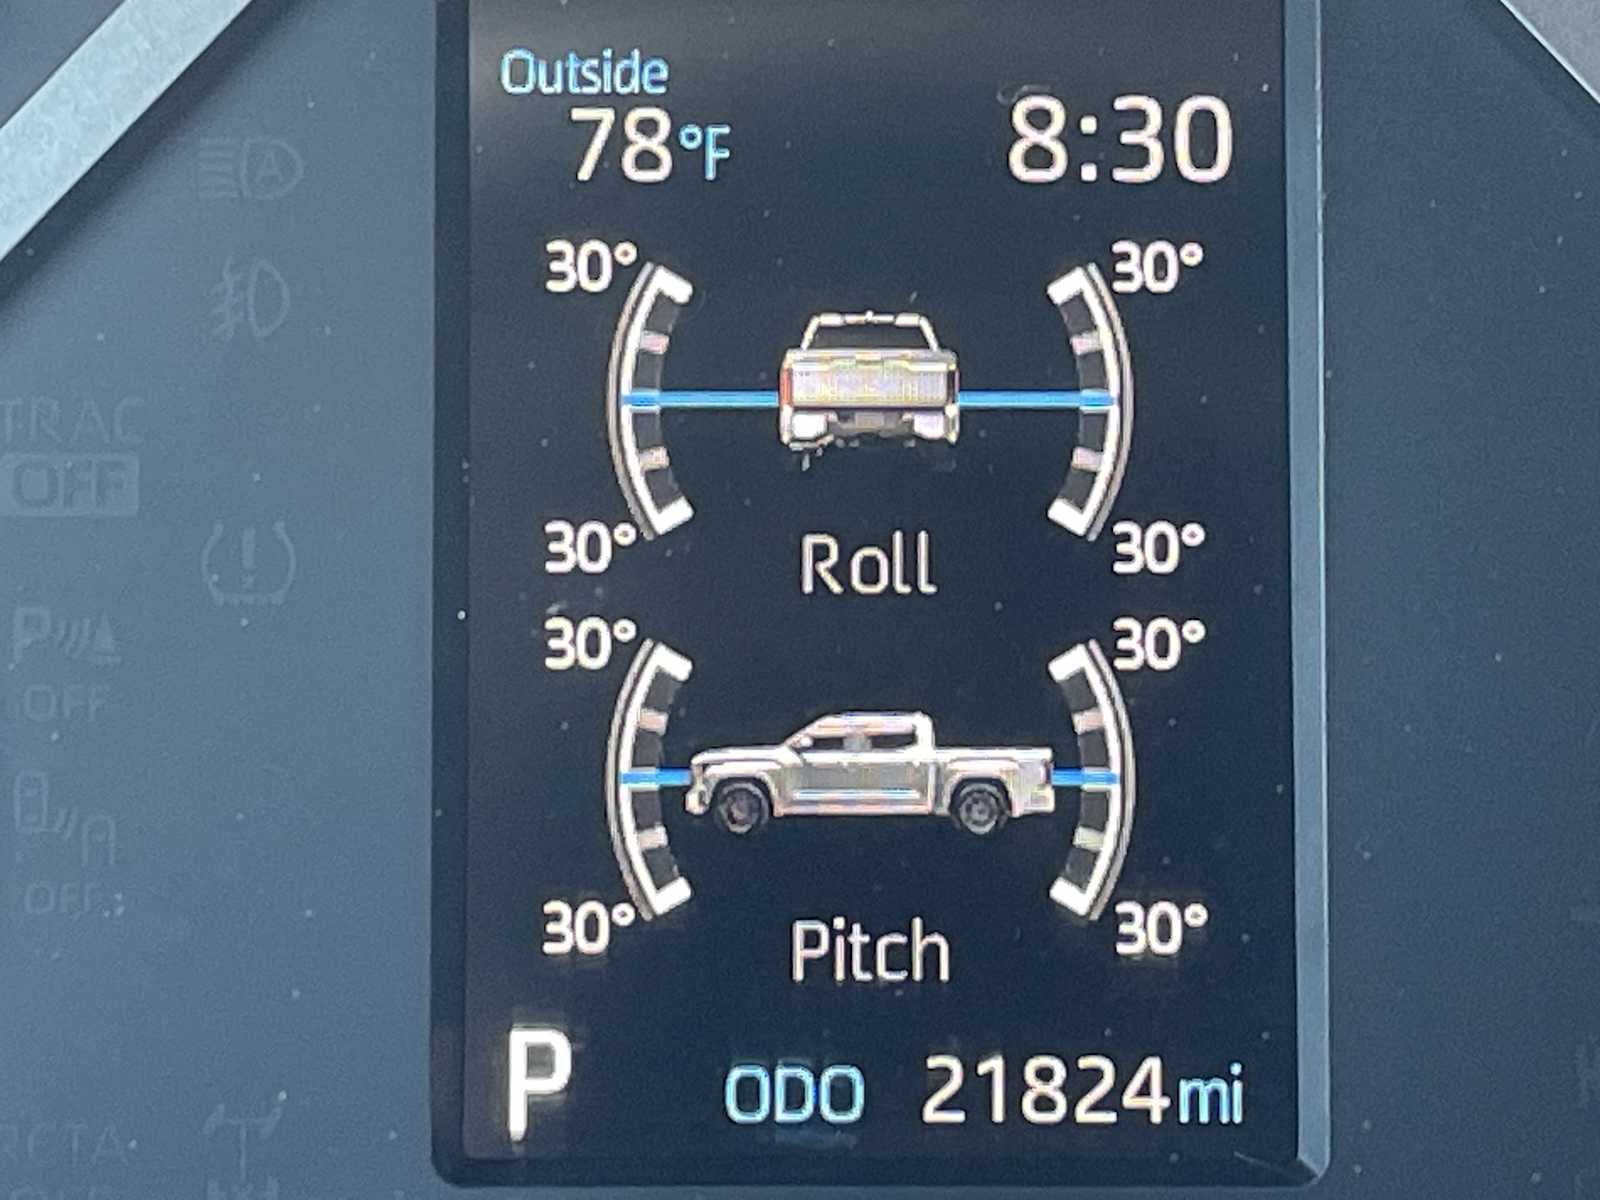 Outside
78°F
8:30
30°
30°
30°
30°
Roll
30°
30°
30°
30°
Pitch
P
ODO 21824mi
A
TRAC
OFF
P
OFF
OFF
RCTA